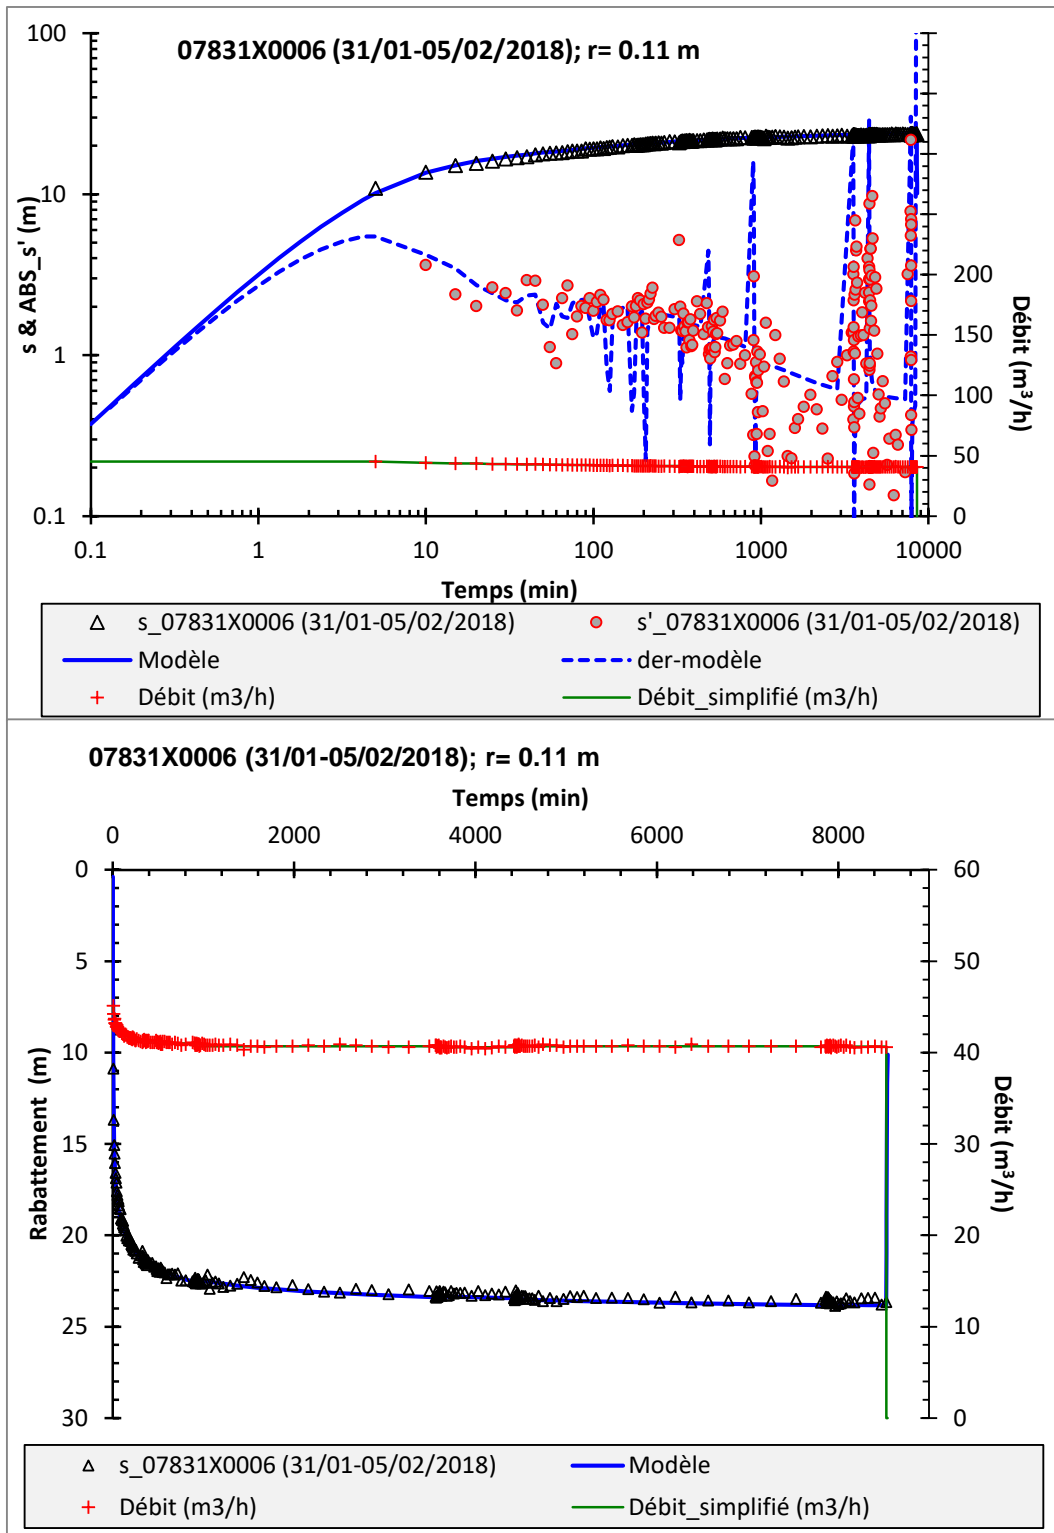 07831X0006 (31/01-05/02/2018); r= 0.11 m
100
10
1
0.1
s & ABS_s' (m)
200
150
100
50
0
Débit (m³/h)
0.1 1 10 100 1000 10000
Temps (min)
s_07831X0006 (31/01-05/02/2018) s'_07831X0006 (31/01-05/02/2018)
Modèle der-modèle
Débit (m3/h) Débit_simplifié (m3/h)
07831X0006 (31/01-05/02/2018); r= 0.11 m
Temps (min)
0 2000 4000 6000 8000
0
5
10
15
20
25
30
Rabattement (m)
60
50
40
30
20
10
0
Débit (m³/h)
s_07831X0006 (31/01-05/02/2018) Modèle
Débit (m3/h) Débit_simplifié (m3/h)